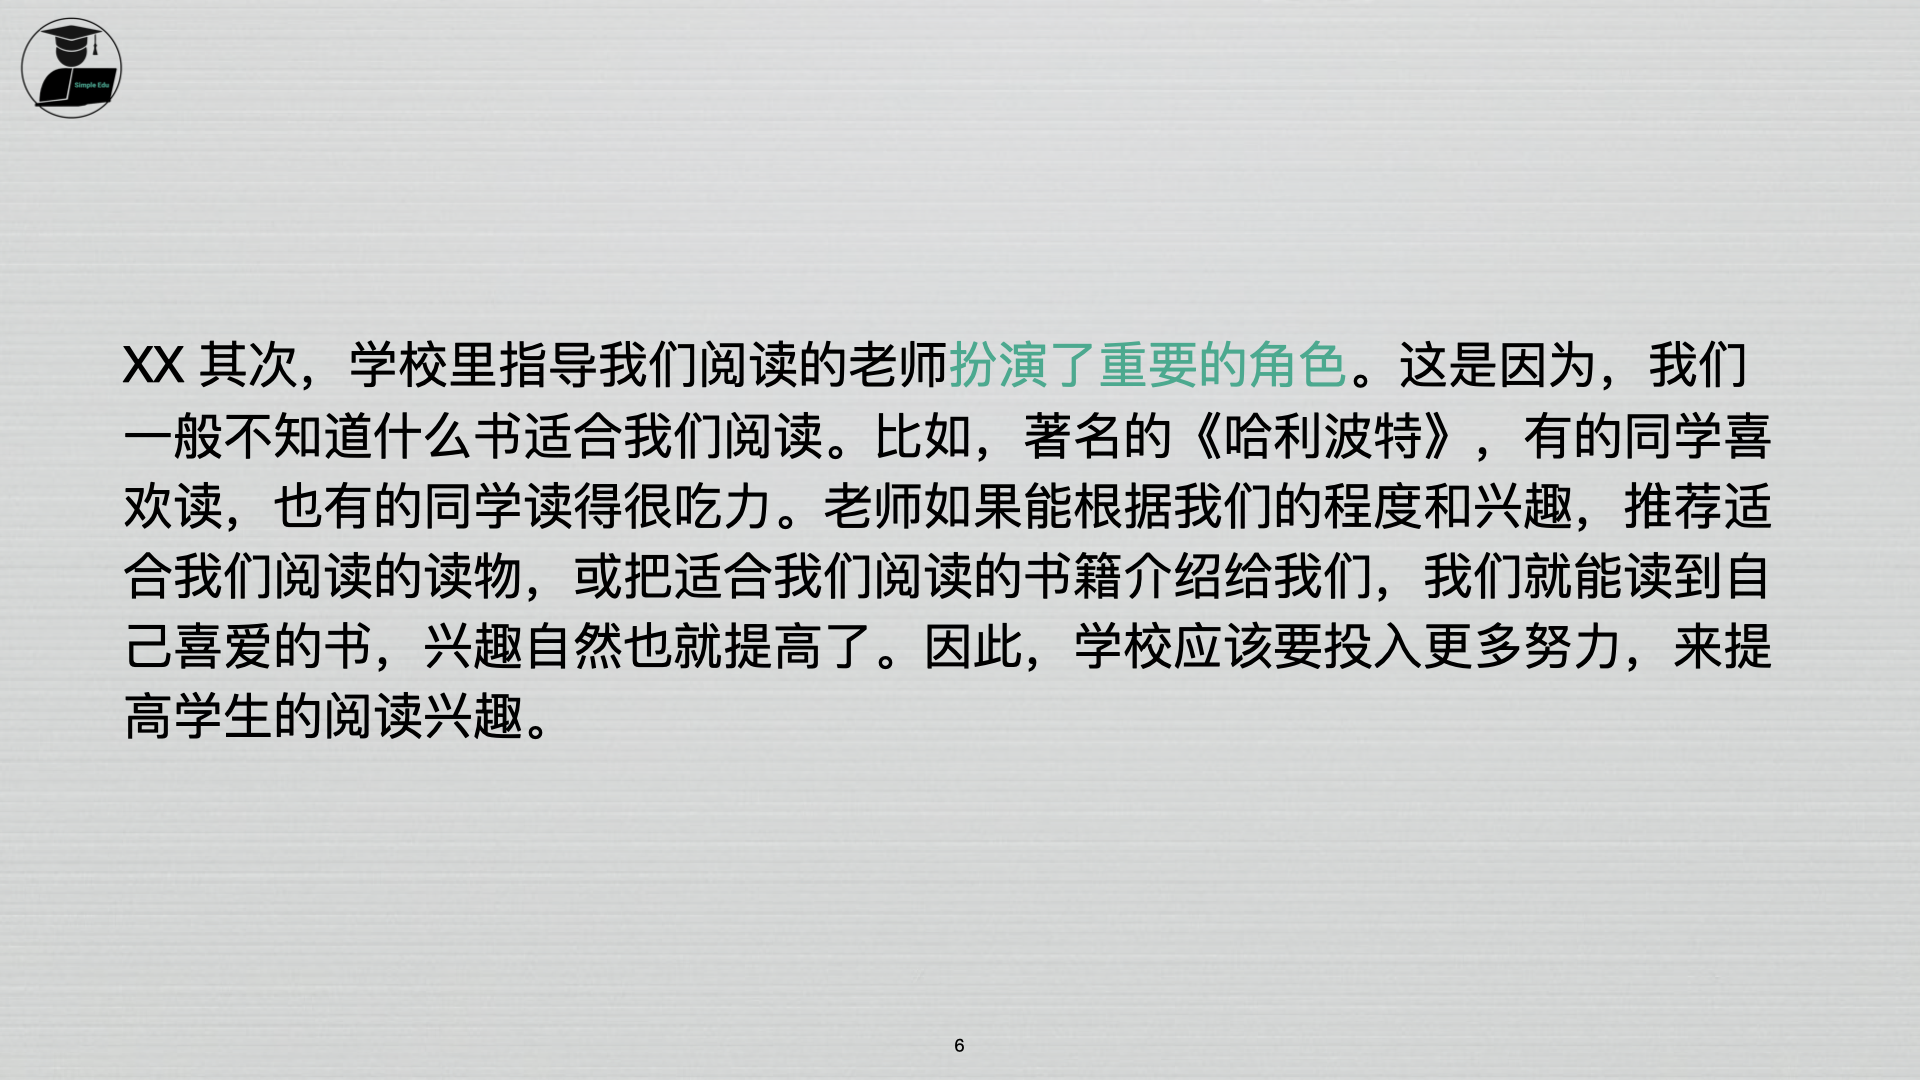 Simple Edu
XX 其次，学校里指导我们阅读的老师扮演了重要的角色。这是因为，我们
一般不知道什么书适合我们阅读。比如，著名的《哈利波特》，有的同学喜
欢读，也有的同学读得很吃力。老师如果能根据我们的程度和兴趣，推荐适
合我们阅读的读物，或把适合我们阅读的书籍介绍给我们，我们就能读到自
己喜爱的书，兴趣自然也就提高了。因此，学校应该要投入更多努力，来提
高学生的阅读兴趣。
6